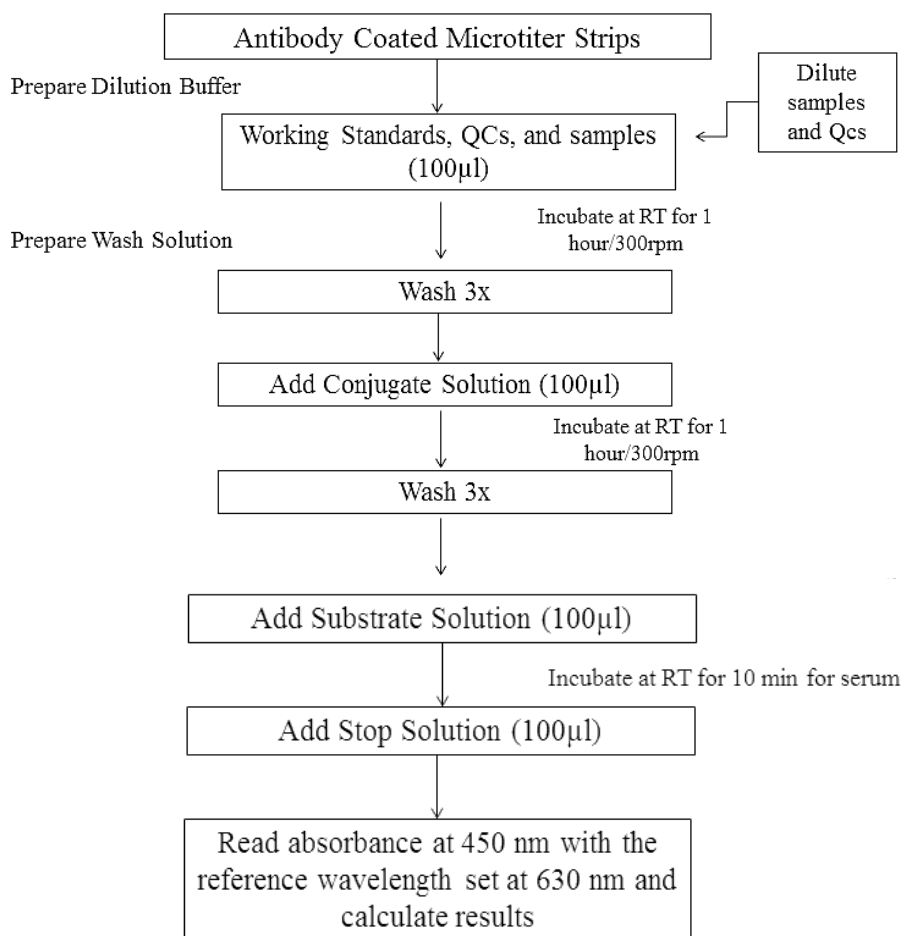 Antibody Coated Microtiter Strips
Prepare Dilution Buffer
Dilute
samples
and Qcs
Working Standards, QCs, and samples
(100µl)
Incubate at RT for 1
hour/300rpm
Prepare Wash Solution
Wash 3x
Add Conjugate Solution (100µl)
Incubate at RT for 1
hour/300rpm
Wash 3x
Add Substrate Solution (100µl)
Incubate at RT for 10 min for serum
Add Stop Solution (100µl)
Read absorbance at 450 nm with the
reference wavelength set at 630 nm and
calculate results